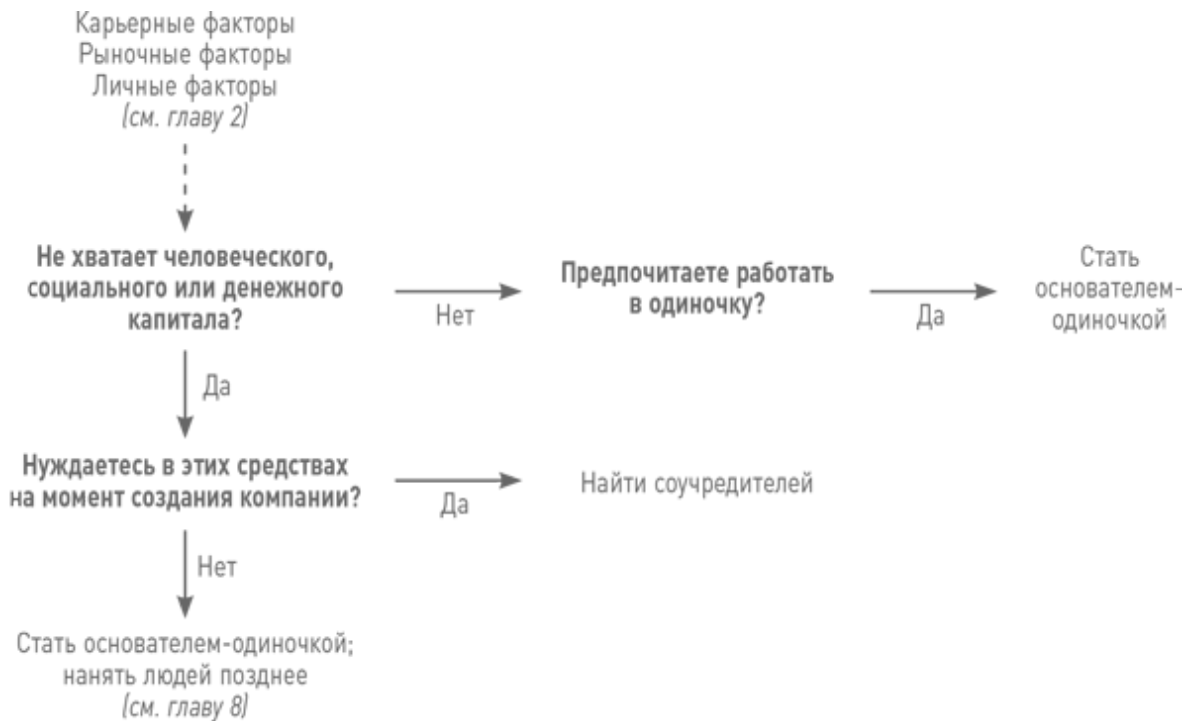 Карьерные факторы
Рыночные факторы
Личные факторы
(см. главу 2)
Не хватает человеческого,
социального или денежного
капитала?
Нет
Предпочитаете работать
в одиночку?
Да
Стать
основателем-
одиночкой
Да
Нуждаетесь в этих средствах
на момент создания компании?
Да
Найти соучредителей
Нет
Стать основателем-одиночкой;
нанять людей позднее
(см. главу 8)